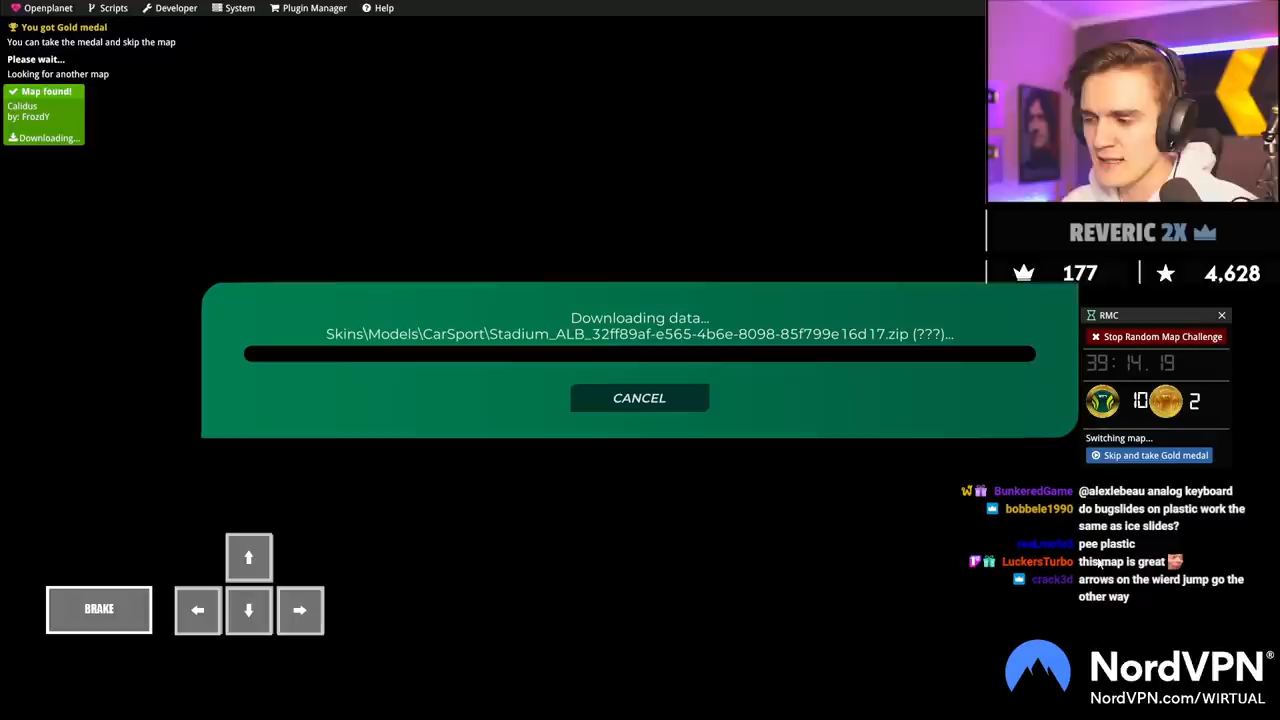 Openplanet Scripts Developer System Plugin Manager Help
You got Gold medal
You can take the medal and skip the map
Please wait...
Looking for another map
Map found!
Calidus
by: FrozdY
Downloading...
Downloading data...
Skins\Models\CarSport\Stadium_ALB_32ff89af-e565-4b6e-8098-85f799e16d17.zip (???)...
CANCEL
BRAKE
REVERIC 2X
177 4,628
RMC
Stop Random Map Challenge
39:14.19
10 2
Switching map...
Skip and take Gold medal
BunkeredGame @alexlebeau analog keyboard
bobbele1990 do bugslides on plastic work the
same as ice slides?
pee plastic
LuckersTurbo this map is great
crack3d arrows on the wierd jump go the
other way
NordVPN®
NordVPN.com/WIRTUAL